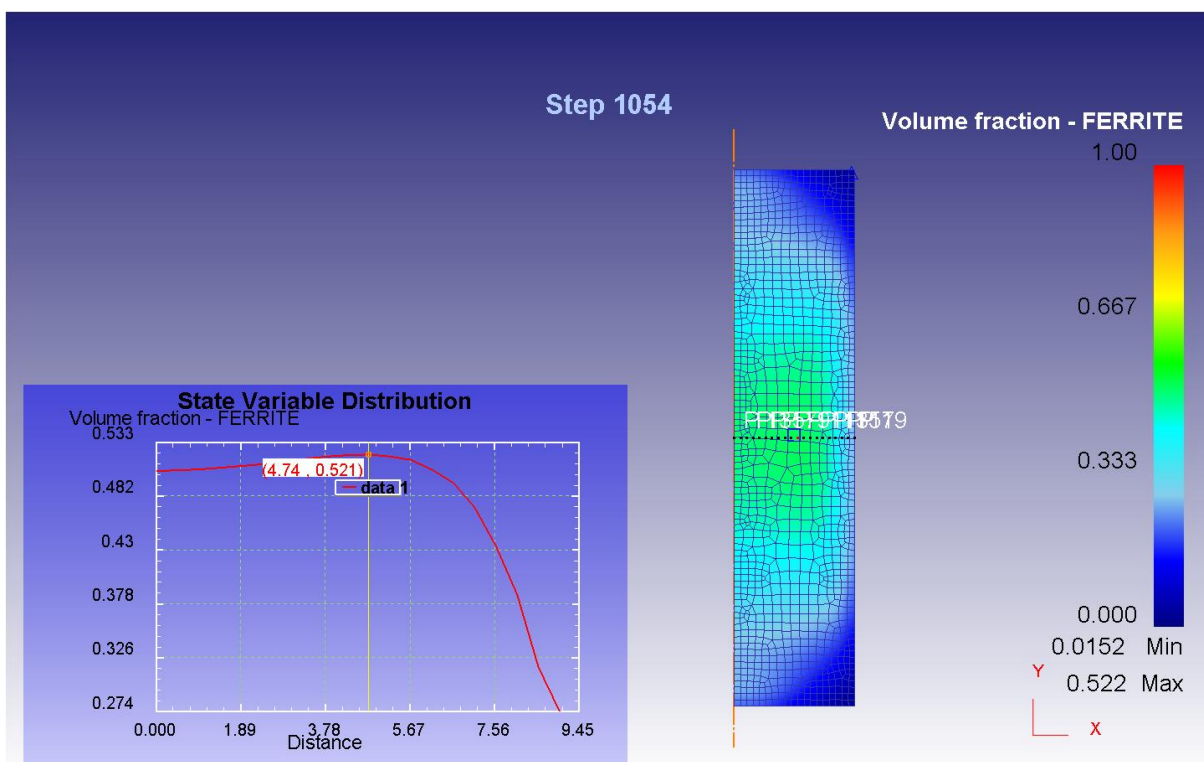 Step 1054
Volume fraction - FERRITE
1.00
0.667
0.333
0.000
0.0152 Min
0.522 Max
Y
X
State Variable Distribution
Volume fraction - FERRITE
0.533
0.482
0.43
0.378
0.326
0.274
(4.74 , 0.521)
data 1
0.000 1.89 3.78 5.67 7.56 9.45
Distance